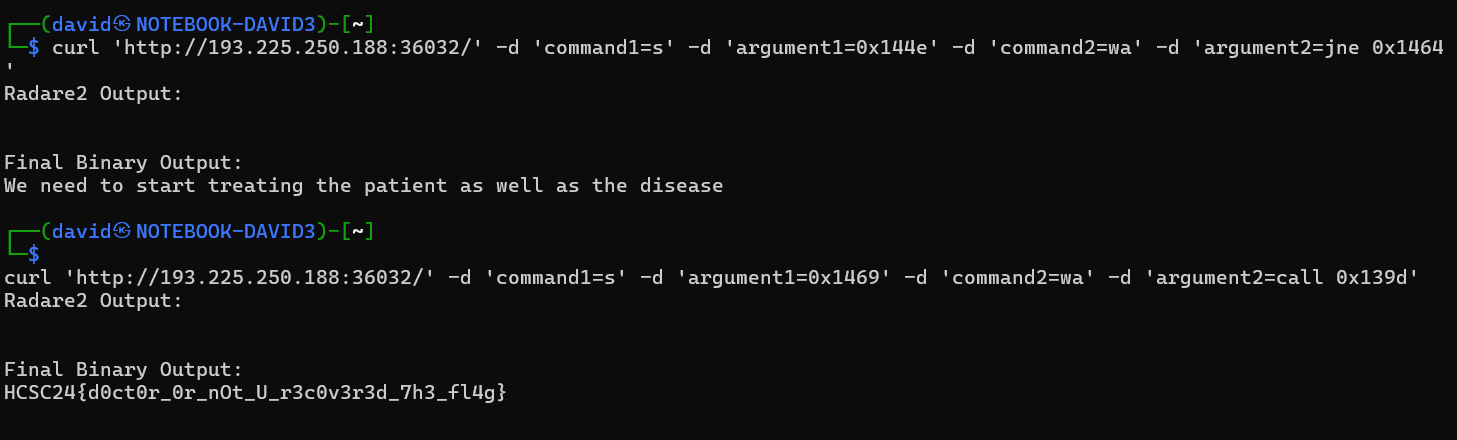 ┌──(david㉿NOTEBOOK-DAVID3)-[~]
└─$ curl 'http://193.225.250.188:36032/' -d 'command1=s' -d 'argument1=0x144e' -d 'command2=wa' -d 'argument2=jne 0x1464
'
Radare2 Output:
Final Binary Output:
We need to start treating the patient as well as the disease
┌──(david㉿NOTEBOOK-DAVID3)-[~]
└─$
curl 'http://193.225.250.188:36032/' -d 'command1=s' -d 'argument1=0x1469' -d 'command2=wa' -d 'argument2=call 0x139d'
Radare2 Output:
Final Binary Output:
HCSC24{d0ct0r_0r_nOt_U_r3c0v3r3d_7h3_fl4g}